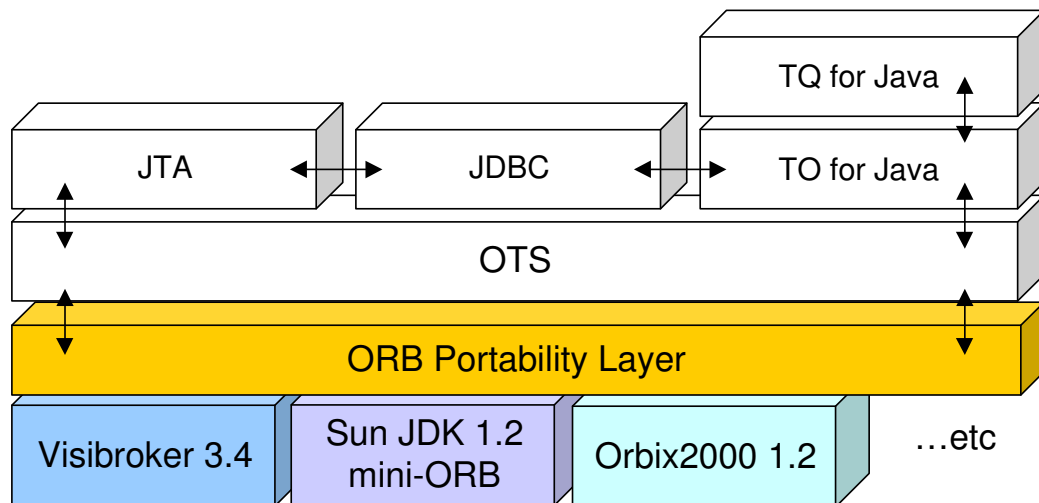 TQ for Java
JTA
JDBC
TO for Java
OTS
ORB Portability Layer
Visibroker 3.4
Sun JDK 1.2
mini-ORB
Orbix2000 1.2
…etc